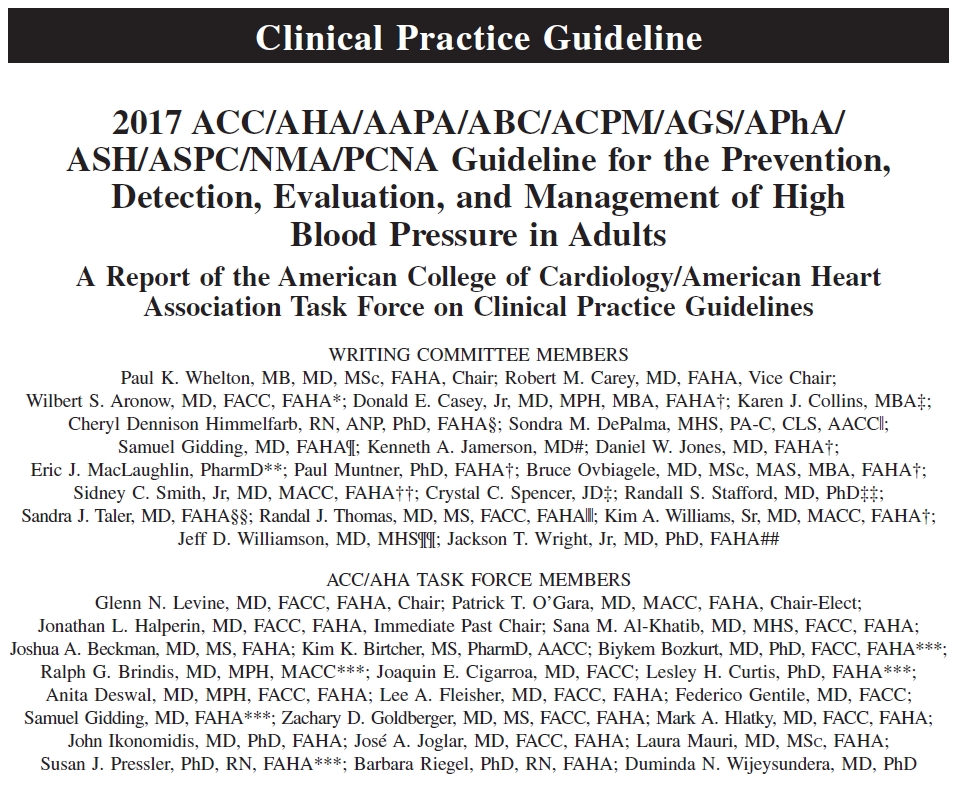 Clinical Practice Guideline
2017 ACC/AHA/AAPA/ABC/ACPM/AGS/APhA/
ASH/ASPC/NMA/PCNA Guideline for the Prevention,
Detection, Evaluation, and Management of High
Blood Pressure in Adults
A Report of the American College of Cardiology/American Heart
Association Task Force on Clinical Practice Guidelines
WRITING COMMITTEE MEMBERS
Paul K. Whelton, MB, MD, MSc, FAHA, Chair; Robert M. Carey, MD, FAHA, Vice Chair;
Wilbert S. Aronow, MD, FACC, FAHA*; Donald E. Casey, Jr, MD, MPH, MBA, FAHA†; Karen J. Collins, MBA‡;
Cheryl Dennison Himmelfarb, RN, ANP, PhD, FAHA§; Sondra M. DePalma, MHS, PA-C, CLS, AACC‖;
Samuel Gidding, MD, FAHA¶; Kenneth A. Jamerson, MD#; Daniel W. Jones, MD, FAHA†;
Eric J. MacLaughlin, PharmD**; Paul Muntner, PhD, FAHA†; Bruce Ovbiagele, MD, MSc, MAS, MBA, FAHA†;
Sidney C. Smith, Jr, MD, MACC, FAHA††; Crystal C. Spencer, JD‡; Randall S. Stafford, MD, PhD‡‡;
Sandra J. Taler, MD, FAHA§§; Randal J. Thomas, MD, MS, FACC, FAHA‖‖; Kim A. Williams, Sr, MD, MACC, FAHA†;
Jeff D. Williamson, MD, MHS¶¶; Jackson T. Wright, Jr, MD, PhD, FAHA##
ACC/AHA TASK FORCE MEMBERS
Glenn N. Levine, MD, FACC, FAHA, Chair; Patrick T. O'Gara, MD, MACC, FAHA, Chair-Elect;
Jonathan L. Halperin, MD, FACC, FAHA, Immediate Past Chair; Sana M. Al-Khatib, MD, MHS, FACC, FAHA;
Joshua A. Beckman, MD, MS, FAHA; Kim K. Birtcher, MS, PharmD, AACC; Biykem Bozkurt, MD, PhD, FACC, FAHA***;
Ralph G. Brindis, MD, MPH, MACC***; Joaquin E. Cigarroa, MD, FACC; Lesley H. Curtis, PhD, FAHA***;
Anita Deswal, MD, MPH, FACC, FAHA; Lee A. Fleisher, MD, FACC, FAHA; Federico Gentile, MD, FACC;
Samuel Gidding, MD, FAHA***; Zachary D. Goldberger, MD, MS, FACC, FAHA; Mark A. Hlatky, MD, FACC, FAHA;
John Ikonomidis, MD, PhD, FAHA; José A. Joglar, MD, FACC, FAHA; Laura Mauri, MD, MSc, FAHA;
Susan J. Pressler, PhD, RN, FAHA***; Barbara Riegel, PhD, RN, FAHA; Duminda N. Wijeysundera, MD, PhD